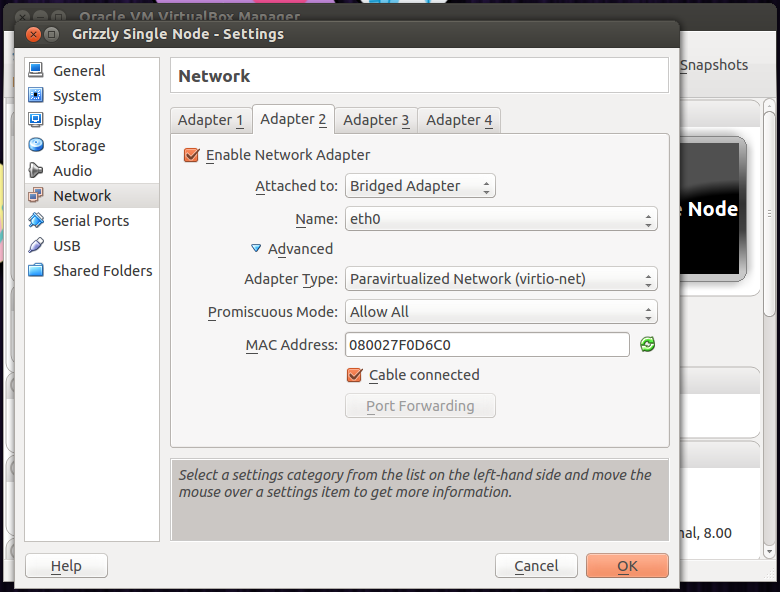 Oracle VM VirtualBox Manager
Grizzly Single Node - Settings
Snapshots
General
System
Display
Storage
Audio
Network
Serial Ports
USB
Shared Folders
Network
Adapter 1
Adapter 2
Adapter 3
Adapter 4
Enable Network Adapter
Attached to: Bridged Adapter
Name: eth0
Advanced
Adapter Type: Paravirtualized Network (virtio-net)
Promiscuous Mode: Allow All
MAC Address: 080027F0D6C0
Cable connected
Port Forwarding
Select a settings category from the list on the left-hand side and move the
mouse over a settings item to get more information.
Node
8.00
Help
Cancel
OK